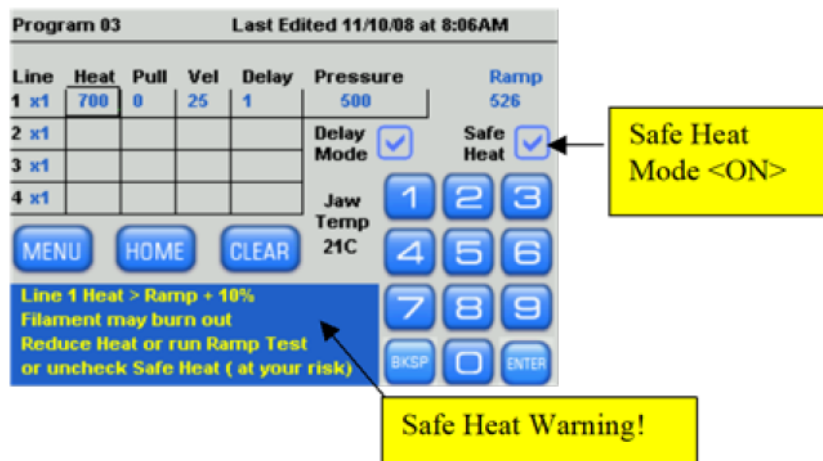 Program 03 Last Edited 11/10/08 at 8:06AM
Line Heat Pull Vel Delay Pressure Ramp
1 x1 700 0 25 1 500 526
2 x1
3 x1
4 x1
Delay Mode
Safe Heat
Jaw Temp 21C
MENU HOME CLEAR
1 2 3
4 5 6
7 8 9
BKSP 0 ENTER
Line 1 Heat > Ramp + 10%
Filament may burn out
Reduce Heat or run Ramp Test
or uncheck Safe Heat ( at your risk)
Safe Heat
Mode <ON>
Safe Heat Warning!